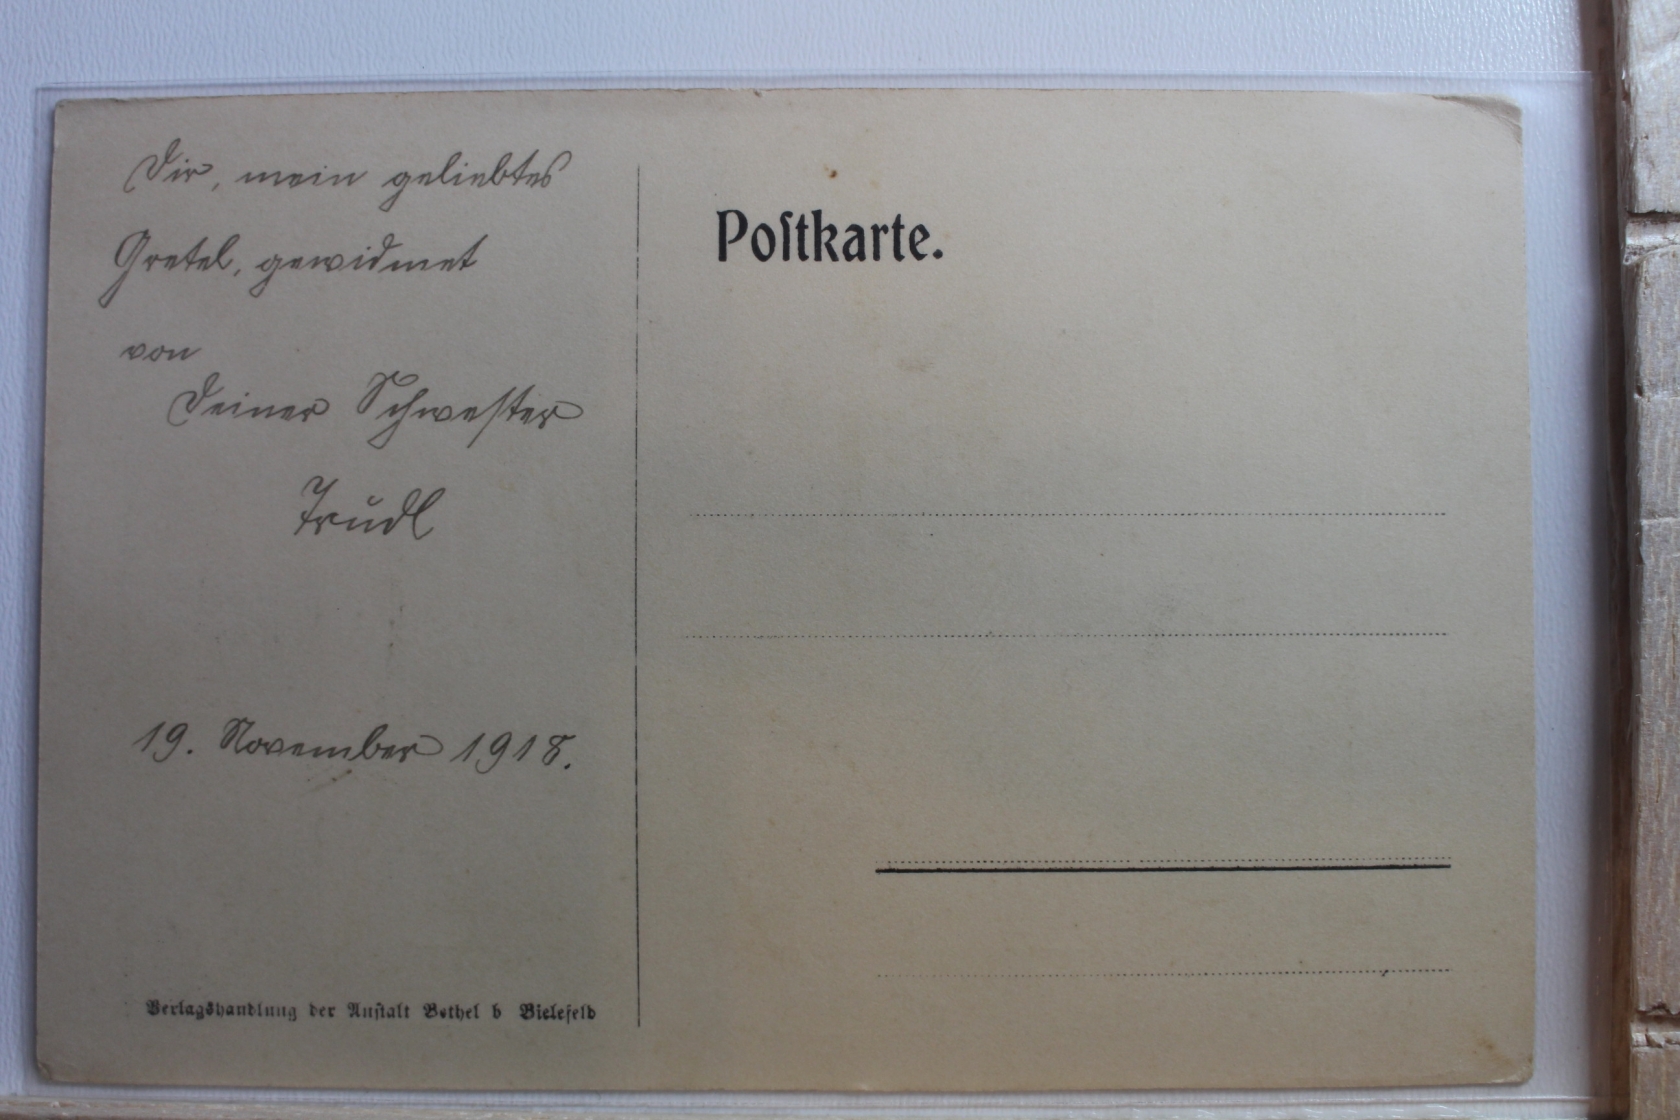 Dir, mein geliebtes
Gretel, gewidmet
von
Deiner Schwester
Trudl
19. November 1918.
Verlagshandlung der Anſtalt Bethel b Bielefeld
Poſtkarte.